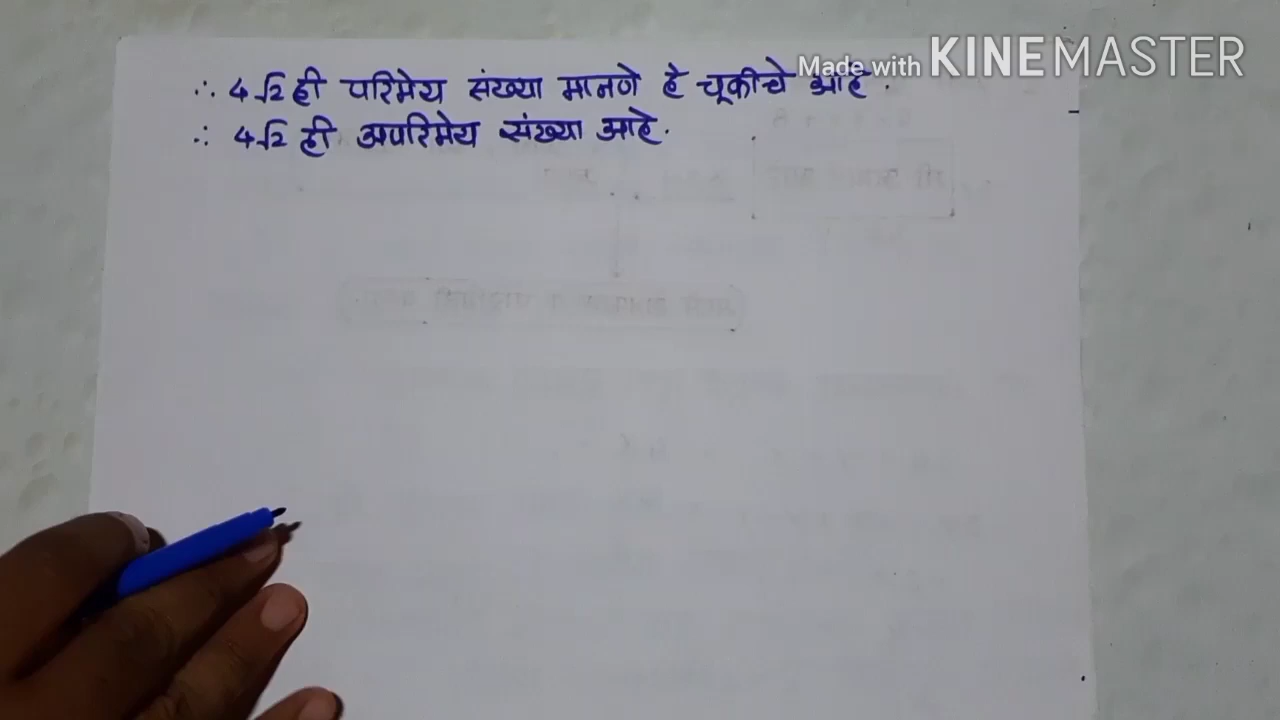 Made with KINEMASTER
∴ 4√2 ही परिमेय संख्या मानणे हे चूकीचे आहे.
∴ 4√2 ही अपरिमेय संख्या आहे.